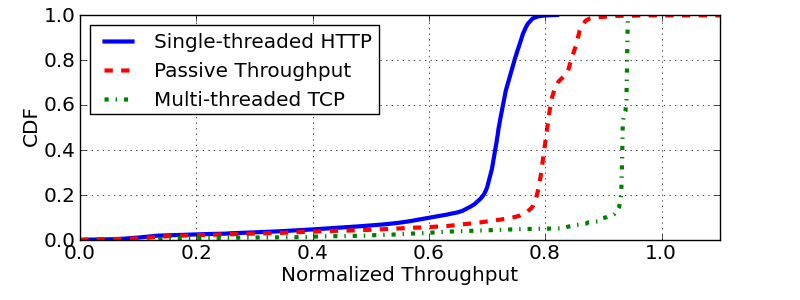 1.0
0.8
0.6
0.4
0.2
0.0
CDF
Single-threaded HTTP
Passive Throughput
Multi-threaded TCP
0.0 0.2 0.4 0.6 0.8 1.0
Normalized Throughput